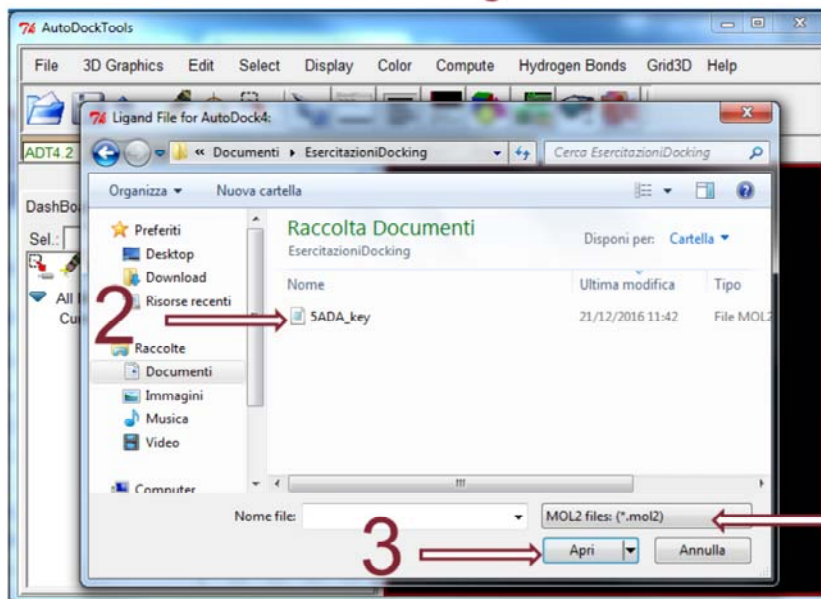 AutoDockTools
File 3D Graphics Edit Select Display Color Compute Hydrogen Bonds Grid3D Help
Ligand File for AutoDock4:
ADT4.2
« Documenti EsercitazioniDocking
Cerca EsercitazioniDocking
Organizza
Nuova cartella
DashBo
Sel.:
Preferiti
Desktop
Download
Risorse recenti
Raccolte
Documenti
Immagini
Musica
Video
Computer
Raccolta Documenti
EsercitazioniDocking
Disponi per: Cartella
Nome Ultima modifica Tipo
2
5ADA_key 21/12/2016 11:42 File MOL2
All
Cu
Nome file:
MOL2 files: (*.mol2)
3
Apri
Annulla